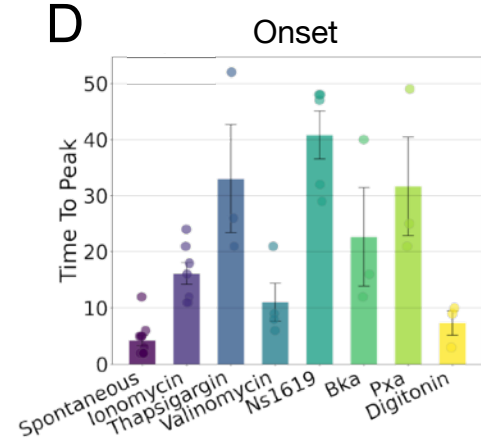 D
Onset
Time To Peak
50
40
30
20
10
0
Spontaneous
Ionomycin
Thapsigargin
Valinomycin
Ns1619
Bka
Pxa
Digitonin